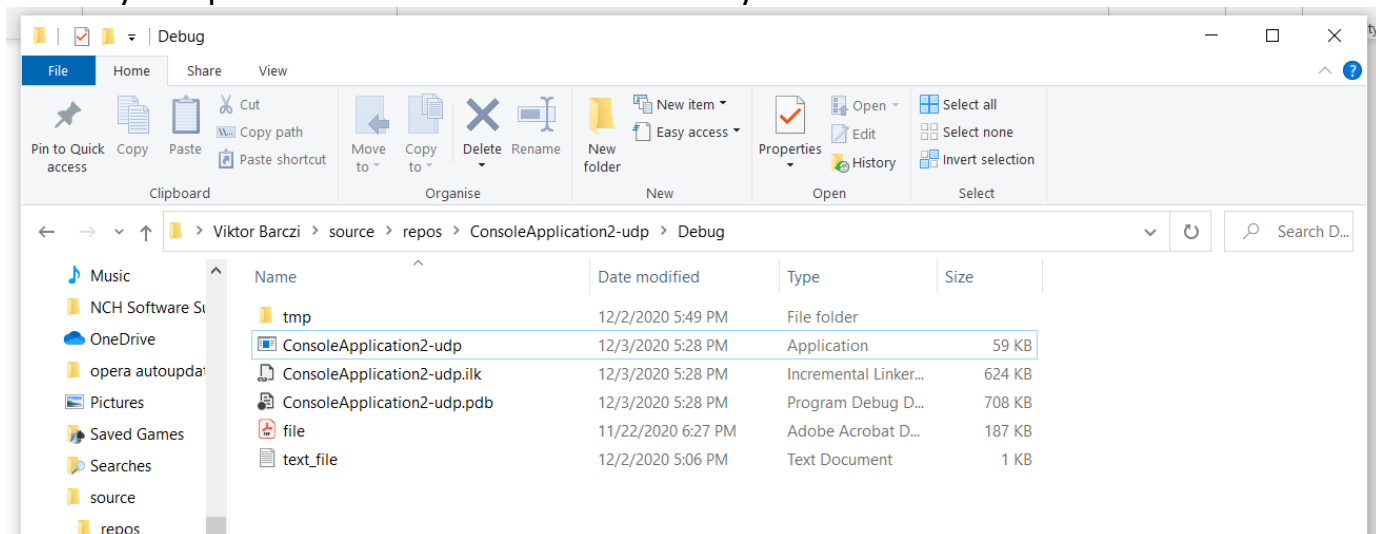 Debug
File Home Share View
Pin to Quick access
Copy
Paste
Cut
Copy path
Paste shortcut
Clipboard
Move to
Copy to
Delete
Rename
Organise
New folder
New item
Easy access
New
Properties
Open
Edit
History
Open
Select all
Select none
Invert selection
Select
Viktor Barczi > source > repos > ConsoleApplication2-udp > Debug
Search D...
Music
NCH Software
OneDrive
opera
Pictures
Saved Games
Searches
source
repos
Name Date modified Type Size
tmp 12/2/2020 5:49 PM File folder
ConsoleApplication2-udp 12/3/2020 5:28 PM Application 59 KB
ConsoleApplication2-udp.ilk 12/3/2020 5:28 PM Incremental Linker... 624 KB
ConsoleApplication2-udp.pdb 12/3/2020 5:28 PM Program Debug D... 708 KB
file 11/22/2020 6:27 PM Adobe Acrobat D... 187 KB
text_file 12/2/2020 5:06 PM Text Document 1 KB